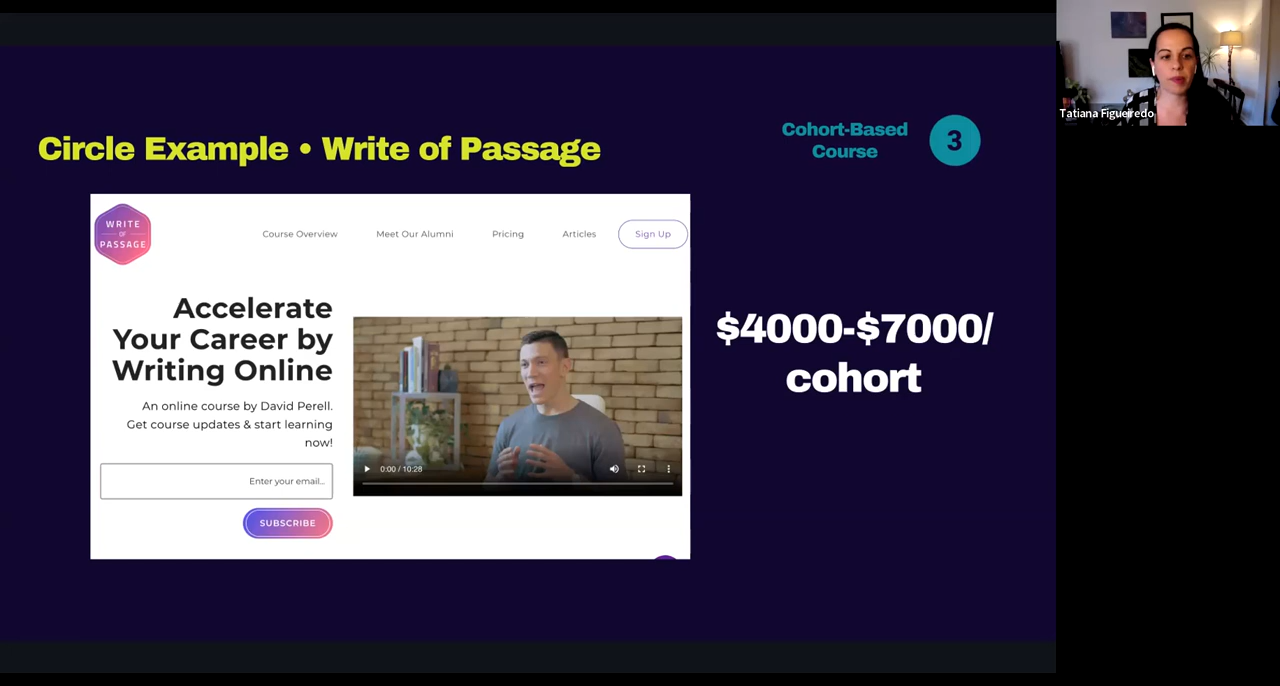 Circle Example • Write of Passage
Cohort-Based
Course
3
WRITE
OF
PASSAGE
Course Overview
Meet Our Alumni
Pricing
Articles
Sign Up
Accelerate
Your Career by
Writing Online
An online course by David Perell.
Get course updates & start learning
now!
Enter your email...
SUBSCRIBE
0:00 / 10:28
$4000-$7000/
cohort
Tatiana Figueiredo